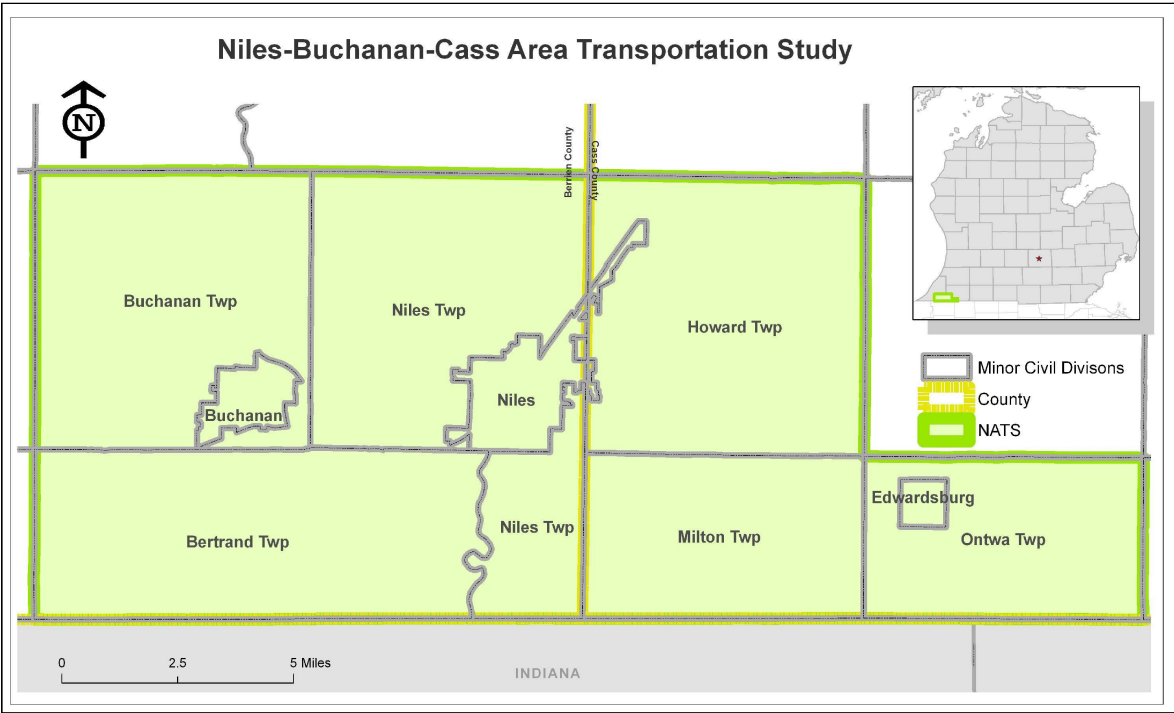 Niles-Buchanan-Cass Area Transportation Study
N
Berrien County
Cass County
Buchanan Twp
Niles Twp
Howard Twp
Buchanan
Niles
Minor Civil Divisons
County
NATS
Edwardsburg
Bertrand Twp
Niles Twp
Milton Twp
Ontwa Twp
0 2.5 5 Miles
INDIANA